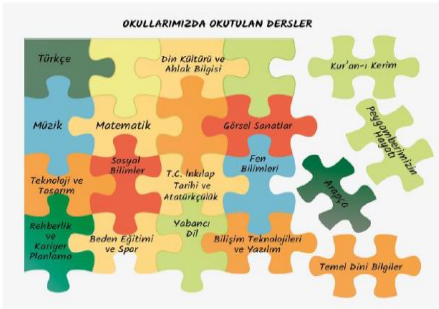 OKULLARIMIZDA OKUTULAN DERSLER
Türkçe
Din Kültürü ve
Ahlak Bilgisi
Kur'an-ı Kerim
Müzik
Matematik
Görsel Sanatlar
Peygamberimizin
Hayatı
Teknoloji ve
Tasarım
Sosyal
Bilimler
T.C. İnkılap
Tarihi ve
Atatürkçülük
Fen
Bilimleri
Arapça
Rehberlik
ve
Kariyer
Planlama
Beden Eğitimi
ve Spor
Yabancı
Dil
Bilişim Teknolojileri
ve Yazılım
Temel Dini Bilgiler